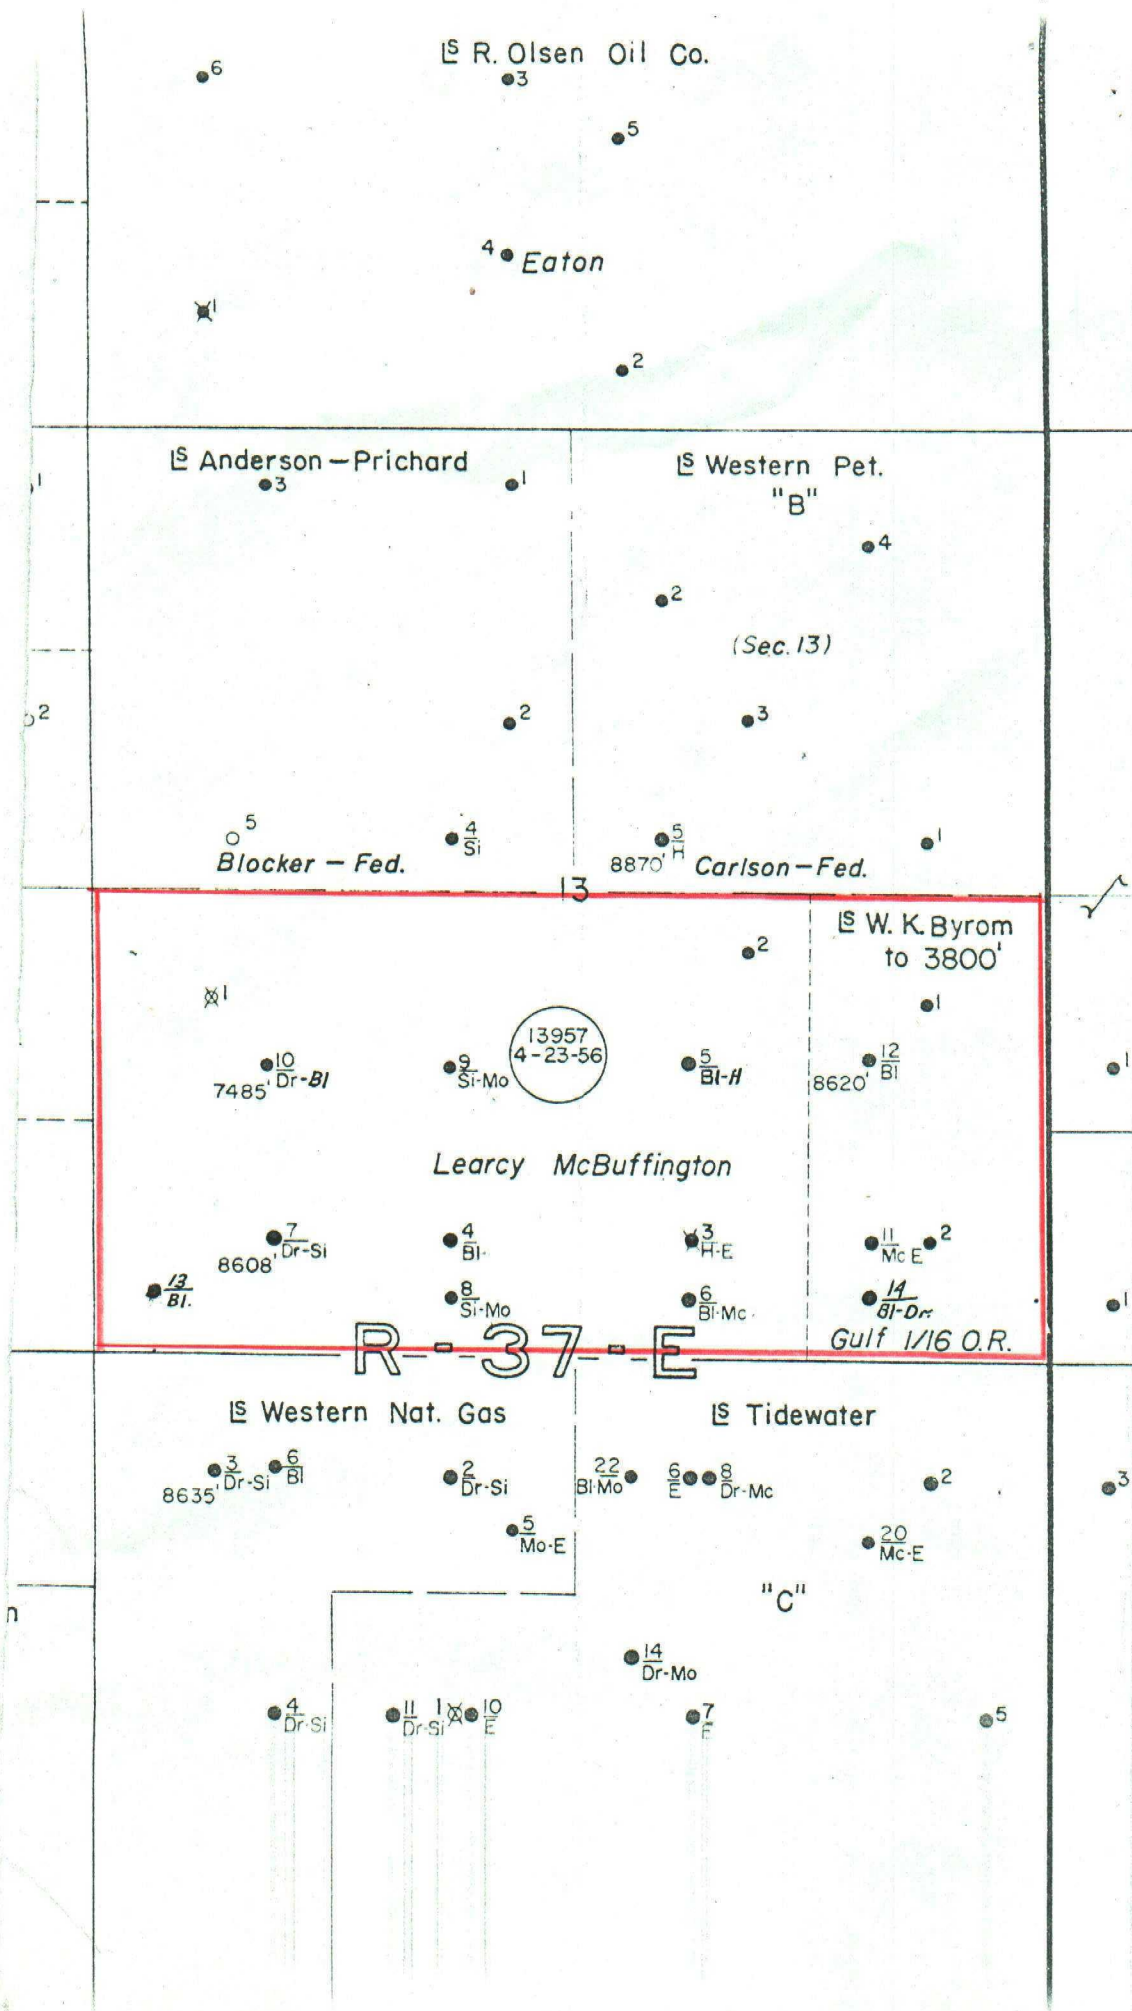 LS R. Olsen Oil Co.
6
3
5
4
Eaton
1
2
LS Anderson–Prichard
LS Western Pet.
"B"
1
3
1
4
2
(Sec. 13)
2
2
3
5
4
Si
5
H
8870'
1
Blocker – Fed.
Carlson–Fed.
13
LS W. K. Byrom
to 3800'
2
1
1
13957
4-23-56
10
Dr-Bl
7485'
9
Si-Mo
5
Bl-H
12
Bl
8620'
1
Learcy McBuffington
7
Dr-Si
8608'
4
Bl.
3
H-E
11
Mc E
2
13
Bl.
8
Si-Mo
6
Bl-Mc.
14
Bl-Dr.
1
R-37-E
Gulf 1/16 O.R.
LS Western Nat. Gas
LS Tidewater
3
Dr-Si
8635'
6
Bl
2
Dr-Si
22
Bl-Mo
6
E
8
Dr-Mc
2
3
5
Mo-E
20
Mc-E
"C"
n
14
Dr-Mo
4
Dr-Si
11
Dr-Si
1
10
E
7
E
5